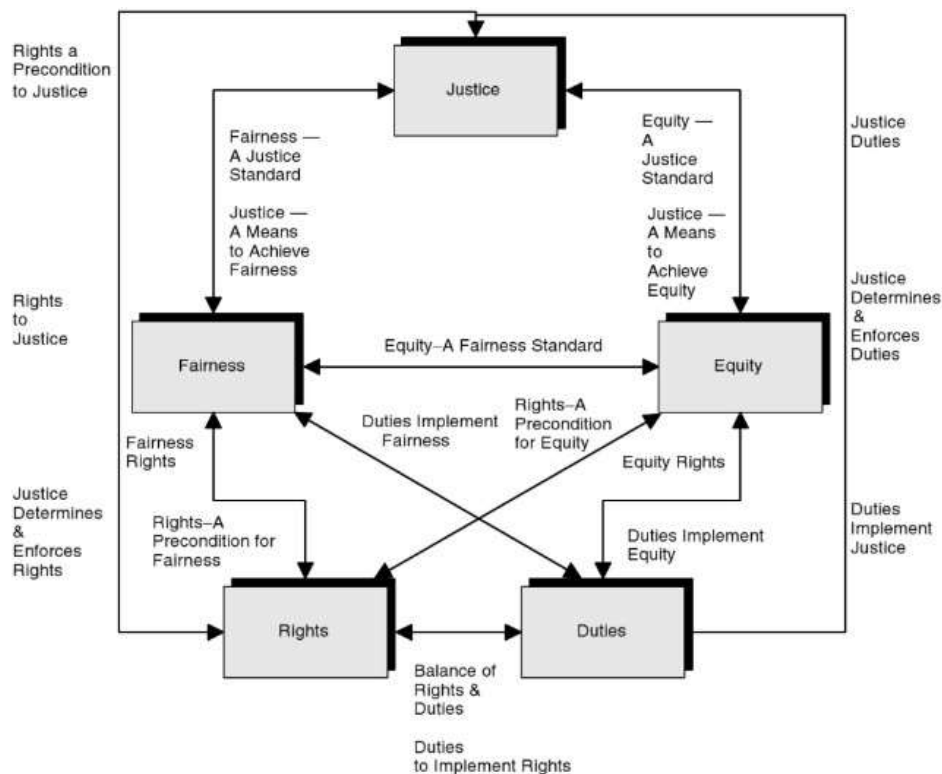 Rights a
Precondition
to Justice
Justice
Fairness —
A Justice
Standard
Justice —
A Means
to Achieve
Fairness
Equity —
A
Justice
Standard
Justice —
A Means
to
Achieve
Equity
Justice
Duties
Rights
to
Justice
Justice
Determines
&
Enforces
Duties
Fairness
Equity–A Fairness Standard
Equity
Fairness
Rights
Duties Implement
Fairness
Rights–A
Precondition
for Equity
Equity Rights
Justice
Determines
&
Enforces
Rights
Rights–A
Precondition for
Fairness
Duties Implement
Equity
Duties
Implement
Justice
Rights
Duties
Balance of
Rights &
Duties
Duties
to Implement Rights